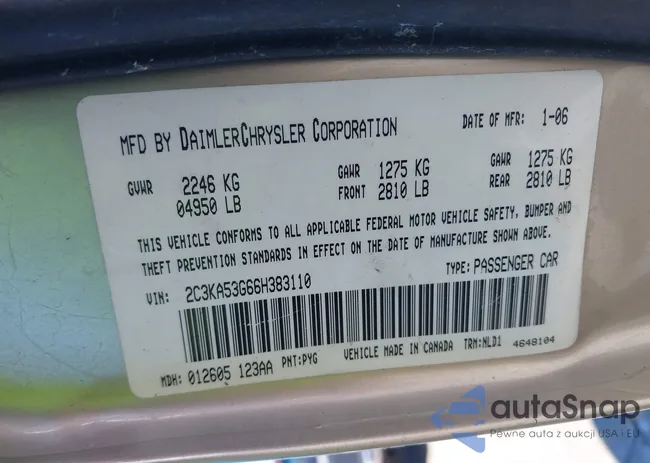 MFD BY DAIMLERCHRYSLER CORPORATION DATE OF MFR: 1-06
GVWR 2246 KG GAWR 1275 KG GAWR 1275 KG
04950 LB FRONT 2810 LB REAR 2810 LB
THIS VEHICLE CONFORMS TO ALL APPLICABLE FEDERAL MOTOR VEHICLE SAFETY, BUMPER AND
THEFT PREVENTION STANDARDS IN EFFECT ON THE DATE OF MANUFACTURE SHOWN ABOVE.
VIN: 2C3KA53G66H383110 TYPE: PASSENGER CAR
MDH: 012605 123AA PNT:PYG VEHICLE MADE IN CANADA TRM:NLD1 4648104
autaSnap
Pewne auta z aukcji USA i EU